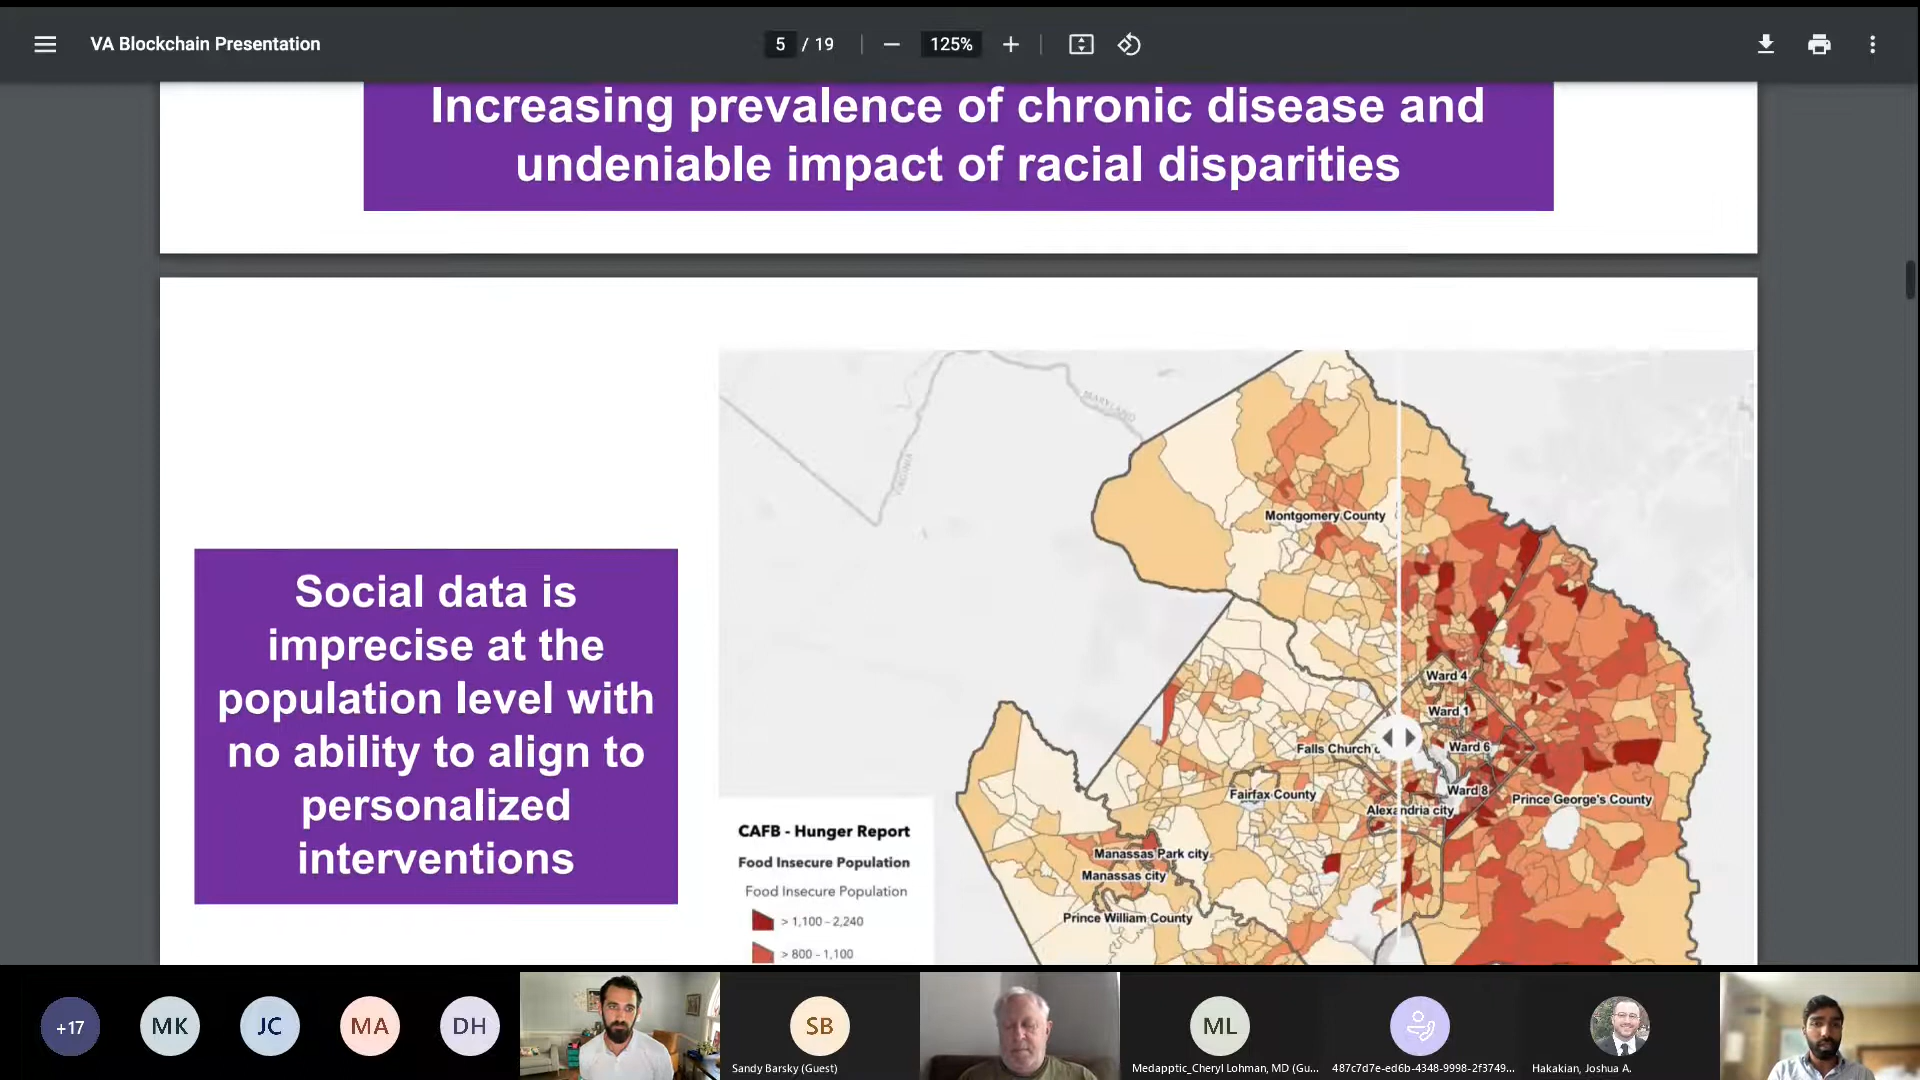 VA Blockchain Presentation
5 / 19
125%
Increasing prevalence of chronic disease and
undeniable impact of racial disparities
Social data is
imprecise at the
population level with
no ability to align to
personalized
interventions
MARYLAND
VIRGINIA
Montgomery County
Ward 4
Ward 1
Falls Church c
Ward 6
Fairfax County
Ward 8
Prince George's County
Alexandria city
Manassas Park city
Manassas city
Prince William County
CAFB - Hunger Report
Food Insecure Population
Food Insecure Population
> 1,100 - 2,240
> 800 - 1,100
+17
MK
JC
MA
DH
SB
Sandy Barsky (Guest)
ML
Medapptic_Cheryl Lohman, MD (Gu...
487c7d7e-ed6b-4348-9998-2f3749...
Hakakian, Joshua A.